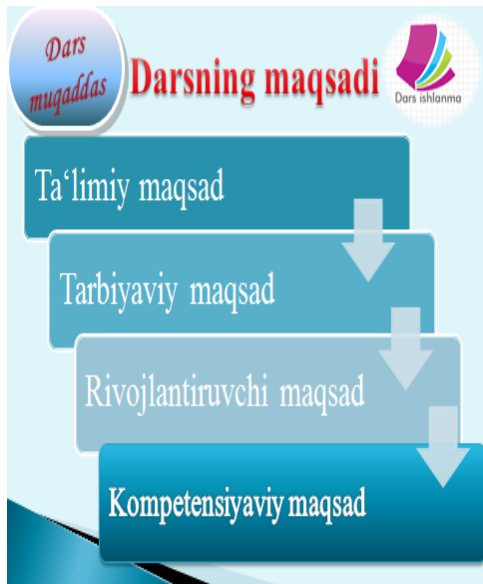 Dars
muqaddas
Darsning maqsadi
Dars ishlanma
Ta‘limiy maqsad
Tarbiyaviy maqsad
Rivojlantiruvchi maqsad
Kompetensiyaviy maqsad